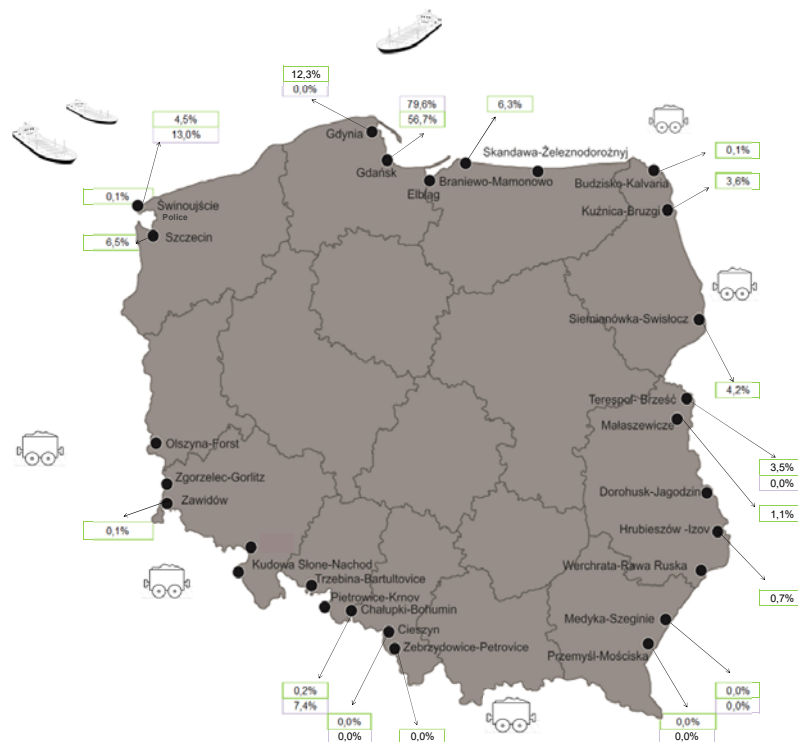 12,3%
0,0%
79,6%
56,7%
6,3%
4,5%
13,0%
Gdynia
Gdańsk
Skandawa-Żeleznodorożnyj
0,1%
Elbląg
Braniewo-Mamonowo
Budzisko-Kalvaria
3,6%
0,1%
Świnoujście
Police
Kuźnica-Bruzgi
6,5%
Szczecin
Siemianówka-Swisłocz
4,2%
Terespol- Brześć
Małaszewicze
Olszyna-Forst
3,5%
0,0%
Zgorzelec-Gorlitz
Zawidów
Dorohusk-Jagodzin
1,1%
0,1%
Hrubieszów -Izov
Kudowa Słone-Nachod
Werchrata-Rawa Ruska
Trzebina-Bartultovice
0,7%
Pietrowice-Krnov
Chałupki-Bohumin
Medyka-Szeginie
Cieszyn
Zebrzydowice-Petrovice
Przemyśl-Mościska
0,2%
7,4%
0,0%
0,0%
0,0%
0,0%
0,0%
0,0%
0,0%
0,0%